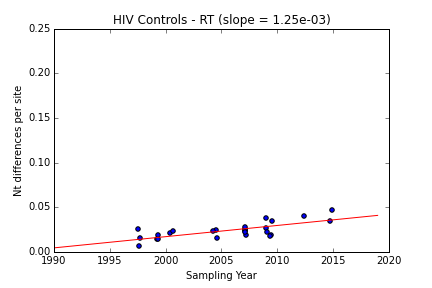 HIV Controls - RT (slope = 1.25e-03)
0.25
0.20
0.15
0.10
0.05
0.00
Nt differences per site
1990 1995 2000 2005 2010 2015 2020
Sampling Year